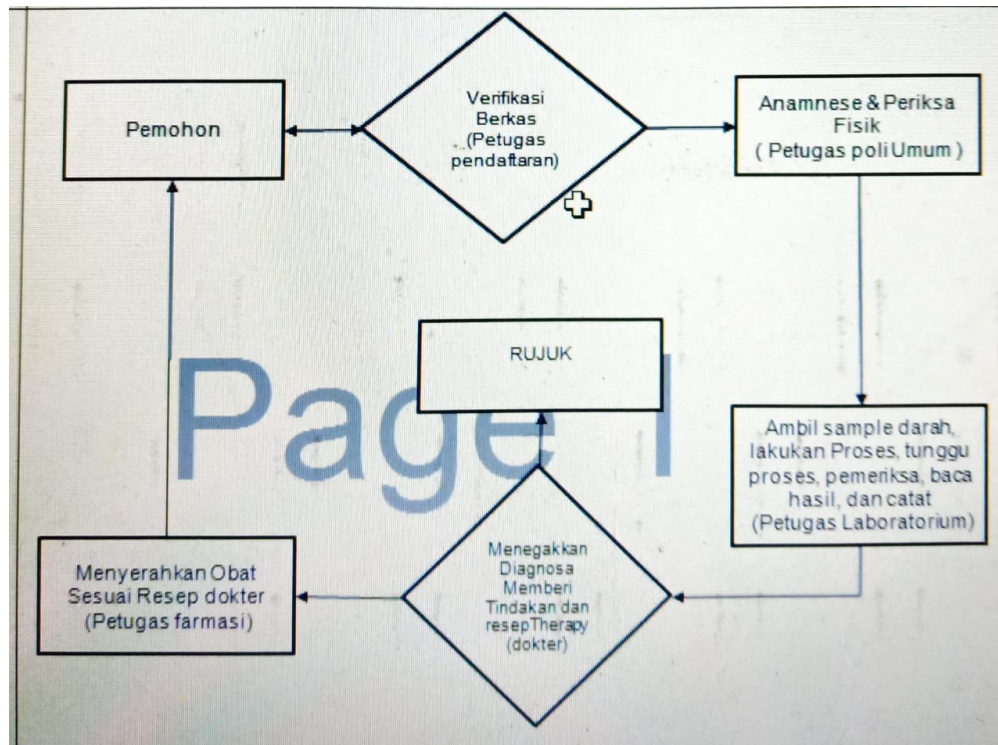 Pemohon
Verifikasi
Berkas
(Petugas
pendaftaran)
Anamnese & Periksa
Fisik
( Petugas poli Umum )
RUJUK
Page 1
Ambil sample darah,
lakukan Proses, tunggu
proses, pemeriksa, baca
hasil, dan catat
(Petugas Laboratorium)
Menegakkan
Diagnosa
Memberi
Tindakan dan
resep Therapy
(dokter)
Menyerahkan Obat
Sesuai Resep dokter
(Petugas farmasi)